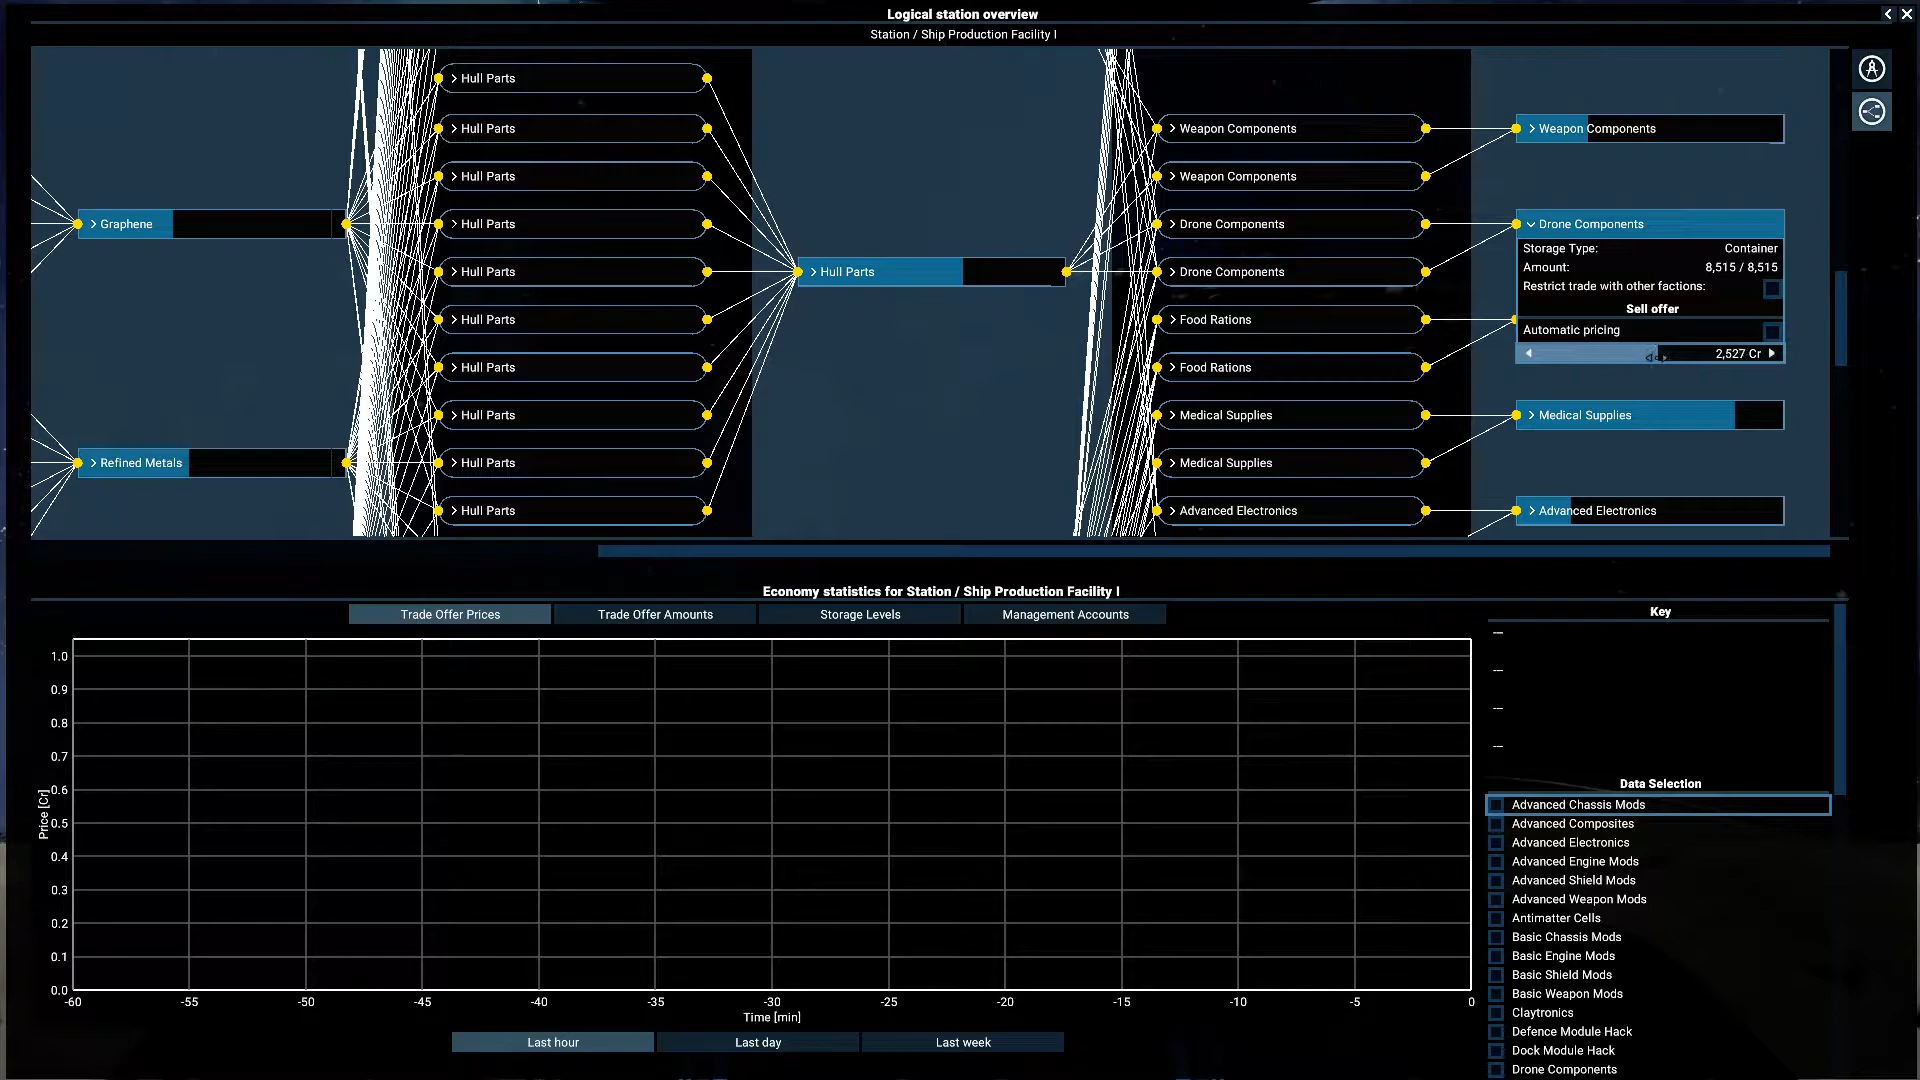 Logical station overview
Station / Ship Production Facility I
Hull Parts
Weapon Components
Hull Parts
Weapon Components
Weapon Components
Hull Parts
Weapon Components
Graphene
Hull Parts
Drone Components
Drone Components
Storage Type: Container
Amount: 8,515 / 8,515
Restrict trade with other factions:
Sell offer
Automatic pricing
2,527 Cr
Hull Parts
Hull Parts
Drone Components
Hull Parts
Food Rations
Hull Parts
Food Rations
Hull Parts
Medical Supplies
Medical Supplies
Refined Metals
Hull Parts
Medical Supplies
Hull Parts
Advanced Electronics
Advanced Electronics
Economy statistics for Station / Ship Production Facility I
Trade Offer Prices Trade Offer Amounts Storage Levels Management Accounts
1.0
0.9
0.8
0.7
0.6
0.5
0.4
0.3
0.2
0.1
0.0
Price [Cr]
-60 -55 -50 -45 -40 -35 -30 -25 -20 -15 -10 -5 0
Time [min]
Last hour Last day Last week
Key
---
---
---
---
Data Selection
Advanced Chassis Mods
Advanced Composites
Advanced Electronics
Advanced Engine Mods
Advanced Shield Mods
Advanced Weapon Mods
Antimatter Cells
Basic Chassis Mods
Basic Engine Mods
Basic Shield Mods
Basic Weapon Mods
Claytronics
Defence Module Hack
Dock Module Hack
Drone Components